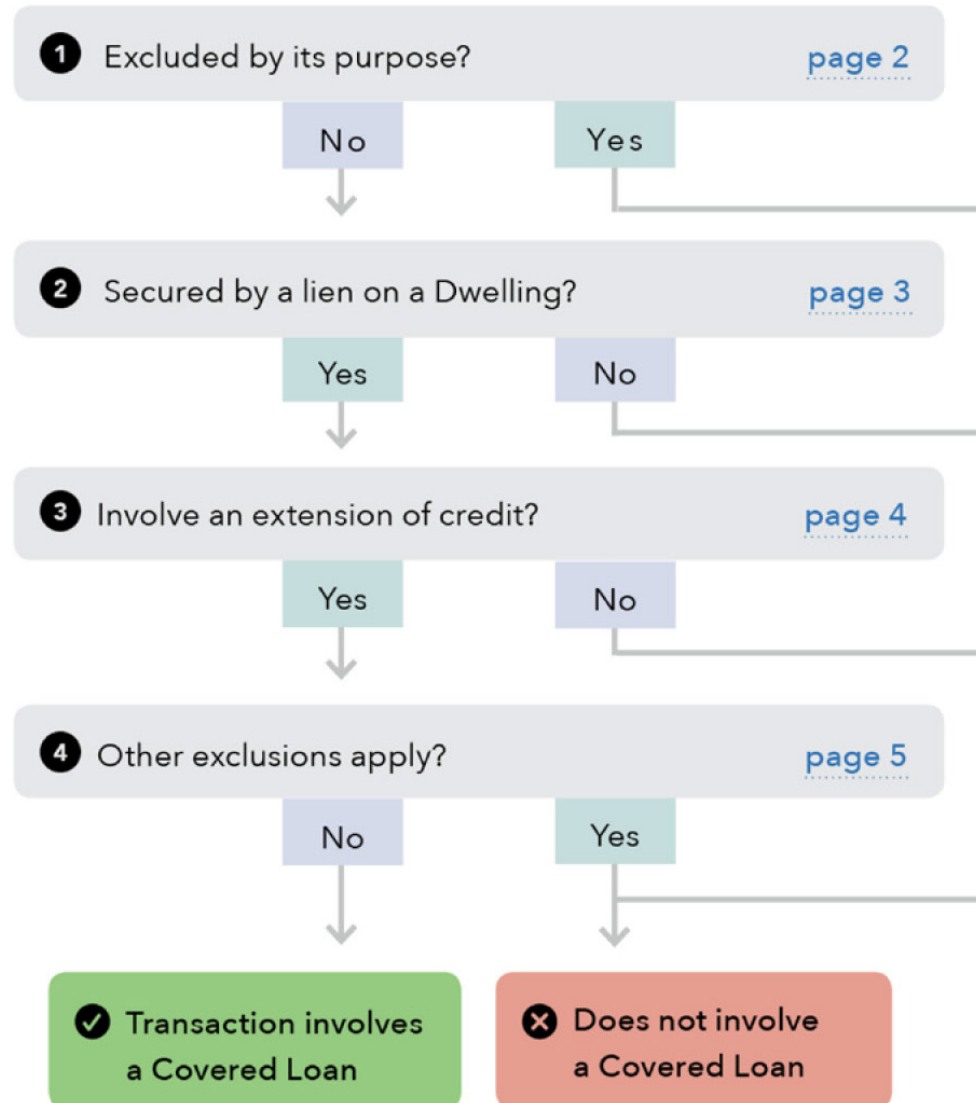 1 Excluded by its purpose? page 2
No Yes
2 Secured by a lien on a Dwelling? page 3
Yes No
3 Involve an extension of credit? page 4
Yes No
4 Other exclusions apply? page 5
No Yes
Transaction involves
a Covered Loan
Does not involve
a Covered Loan